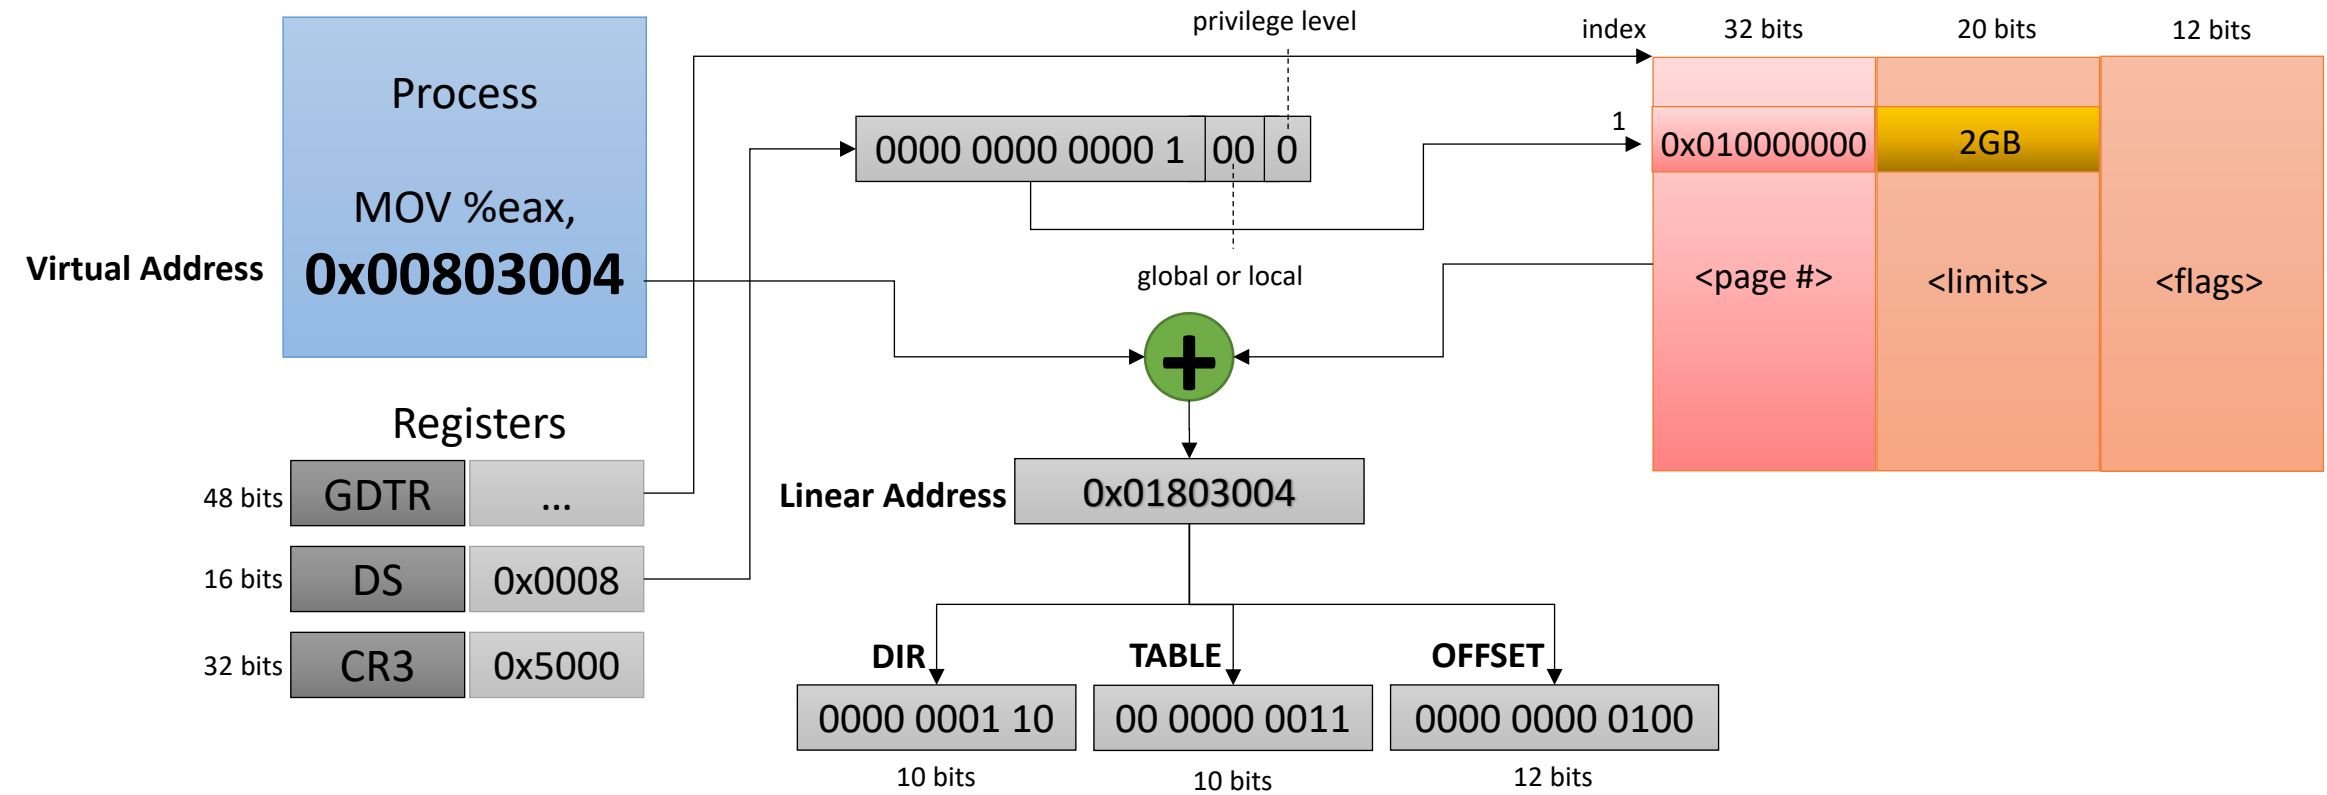 privilege level
index
32 bits
20 bits
12 bits
Process
MOV %eax,
0x00803004
Virtual Address
0000 0000 0000 1
00
0
1
0x010000000
2GB
global or local
<page #>
<limits>
<flags>
+
Registers
48 bits
GDTR
...
16 bits
DS
0x0008
32 bits
CR3
0x5000
Linear Address
0x01803004
DIR
TABLE
OFFSET
0000 0001 10
00 0000 0011
0000 0000 0100
10 bits
10 bits
12 bits